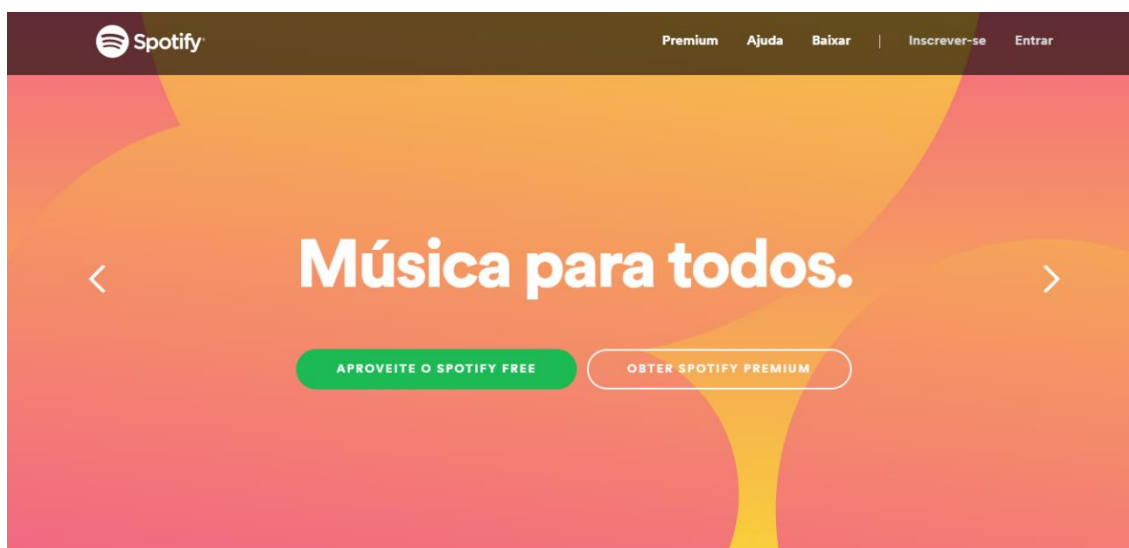 Spotify
Premium Ajuda Baixar | Inscrever-se Entrar
Música para todos.
APROVEITE O SPOTIFY FREE
OBTER SPOTIFY PREMIUM